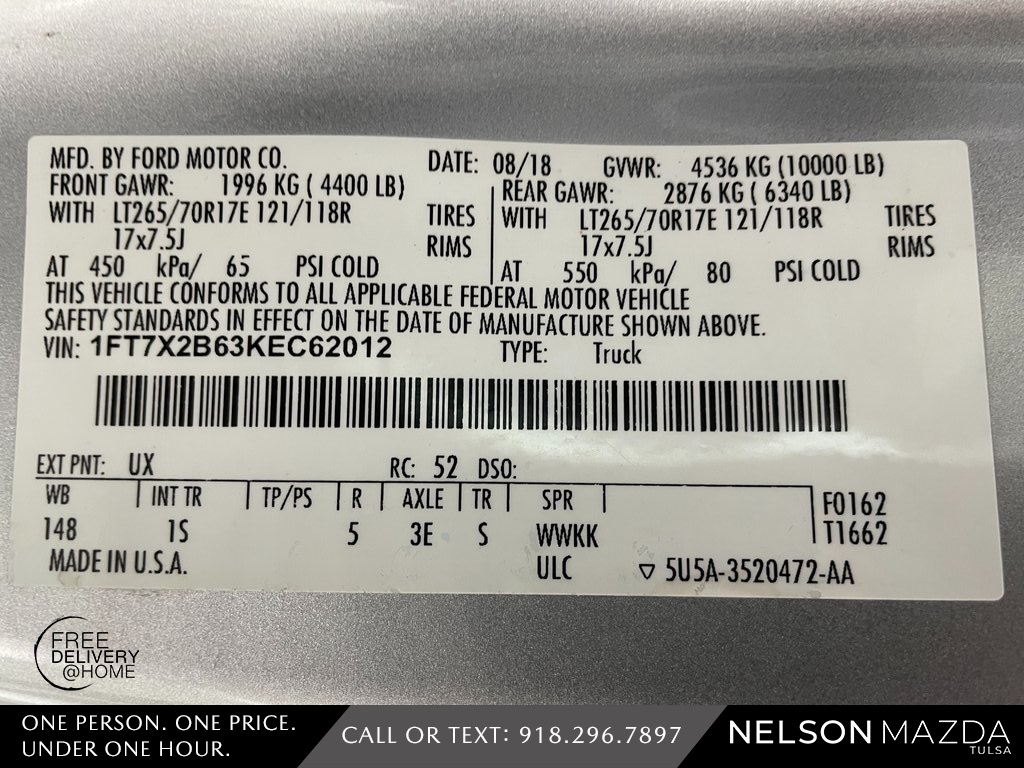 MFD. BY FORD MOTOR CO. DATE: 08/18 GVWR: 4536 KG (10000 LB)
FRONT GAWR: 1996 KG ( 4400 LB) REAR GAWR: 2876 KG ( 6340 LB)
WITH LT265/70R17E 121/118R TIRES WITH LT265/70R17E 121/118R TIRES
17x7.5J RIMS 17x7.5J RIMS
AT 450 kPa/ 65 PSI COLD AT 550 kPa/ 80 PSI COLD
THIS VEHICLE CONFORMS TO ALL APPLICABLE FEDERAL MOTOR VEHICLE
SAFETY STANDARDS IN EFFECT ON THE DATE OF MANUFACTURE SHOWN ABOVE.
VIN: 1FT7X2B63KEC62012 TYPE: Truck
EXT PNT: UX RC: 52 DSO:
WB INT TR TP/PS R AXLE TR SPR F0162
148 1S 5 3E S WWKK T1662
MADE IN U.S.A. ULC ▽ 5U5A-3520472-AA
FREE
DELIVERY
@HOME
ONE PERSON. ONE PRICE.
UNDER ONE HOUR.
CALL OR TEXT: 918.296.7897
NELSON MAZDA
TULSA